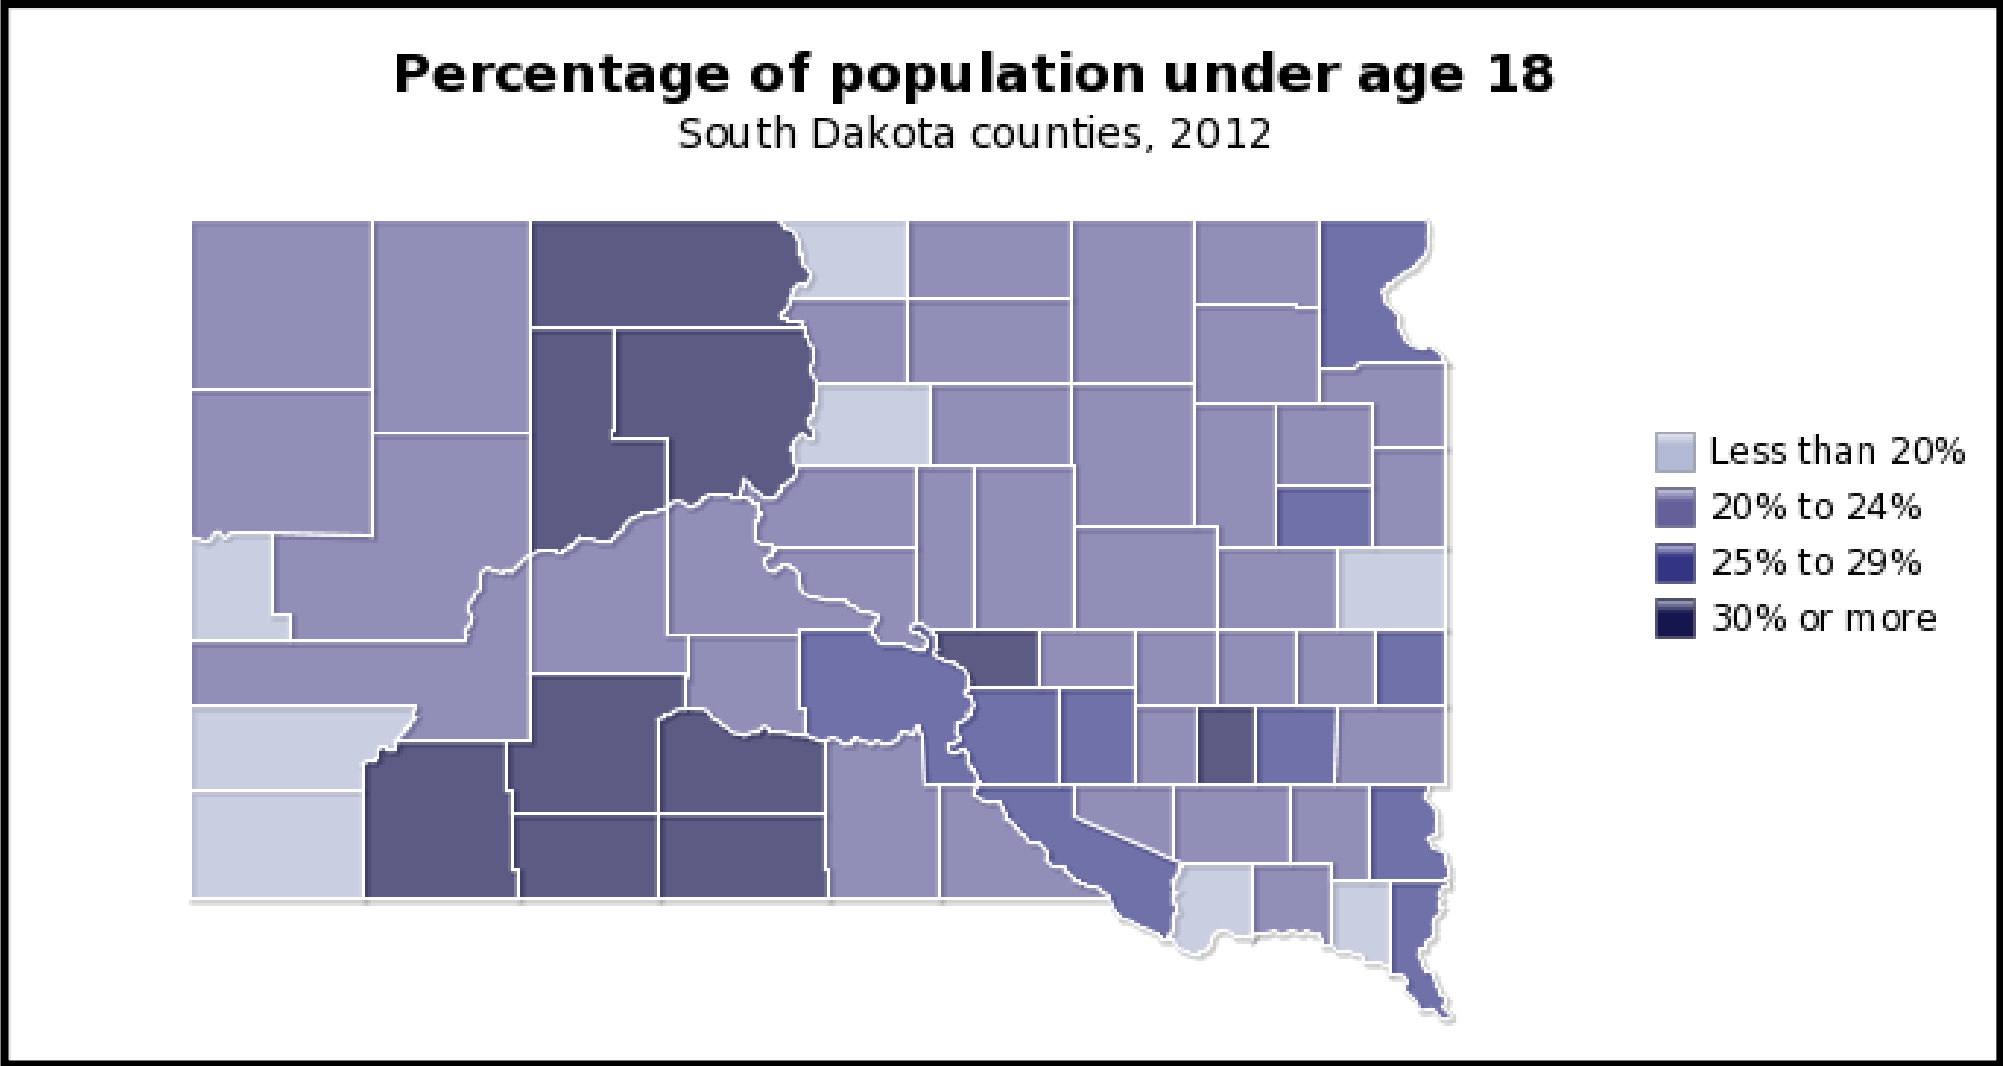 Percentage of population under age 18
South Dakota counties, 2012
Less than 20%
20% to 24%
25% to 29%
30% or more